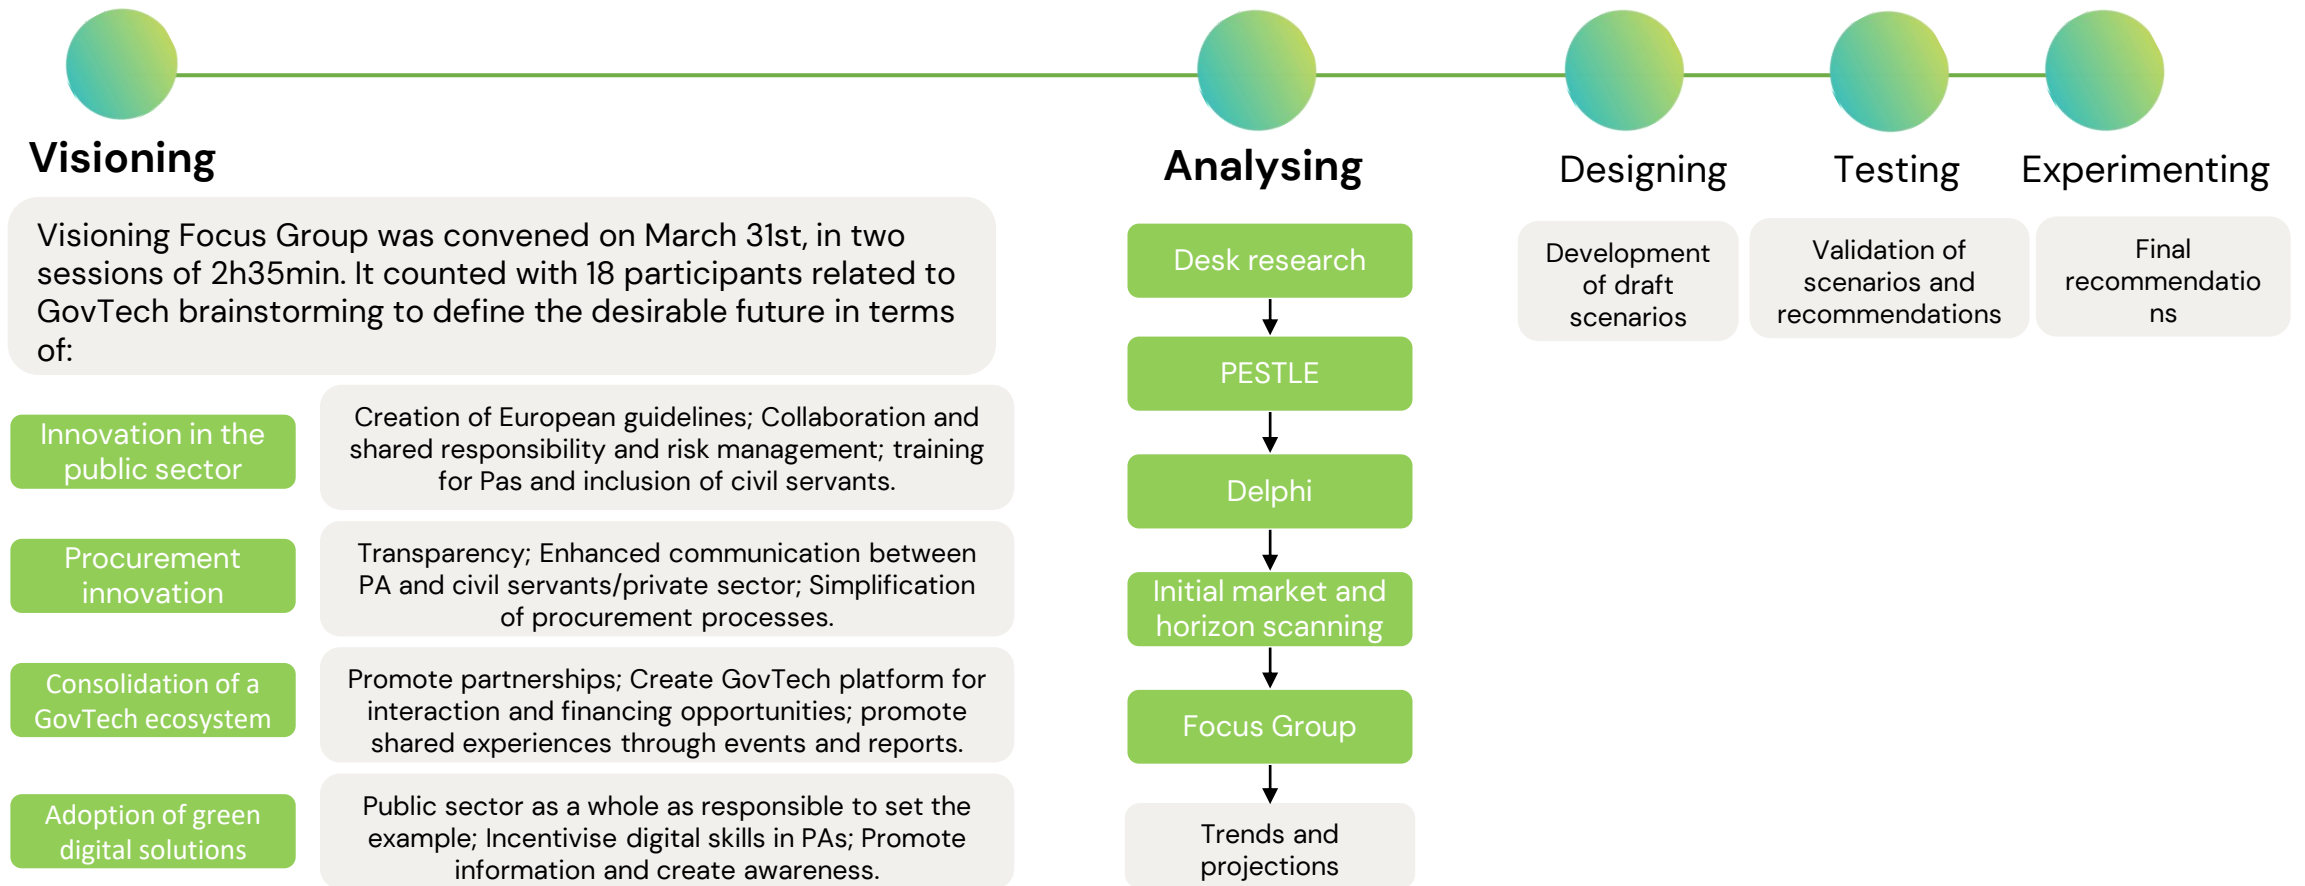 Visioning
Visioning Focus Group was convened on March 31st, in two
sessions of 2h35min. It counted with 18 participants related to
GovTech brainstorming to define the desirable future in terms
of:
Innovation in the
public sector
Creation of European guidelines; Collaboration and
shared responsibility and risk management; training
for Pas and inclusion of civil servants.
Procurement
innovation
Transparency; Enhanced communication between
PA and civil servants/private sector; Simplification
of procurement processes.
Consolidation of a
GovTech ecosystem
Promote partnerships; Create GovTech platform for
interaction and financing opportunities; promote
shared experiences through events and reports.
Adoption of green
digital solutions
Public sector as a whole as responsible to set the
example; Incentivise digital skills in PAs; Promote
information and create awareness.
Analysing
Desk research
PESTLE
Delphi
Initial market and
horizon scanning
Focus Group
Trends and
projections
Designing
Development
of draft
scenarios
Testing
Validation of
scenarios and
recommendations
Experimenting
Final
recommendatio
ns